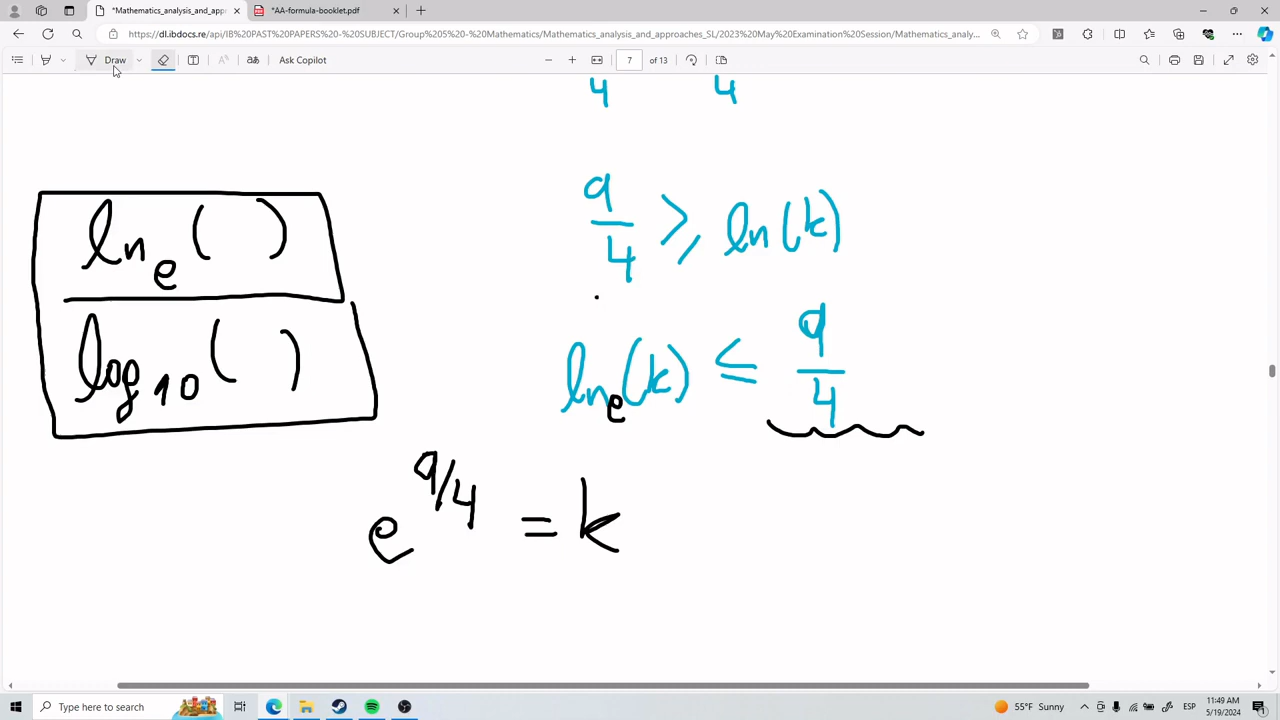 *Mathematics_analysis_and_app
*AA-formula-booklet.pdf
https://dl.ibdocs.re/api/IB%20PAST%20PAPERS%20-%20SUBJECT/Group%205%20-%20Mathematics/Mathematics_analysis_and_approaches_SL/2023%20May%20Examination%20Session/Mathematics_analy...
Draw
Ask Copilot
7 of 13
4 4
9/4 ≥ ln(k)
ln_e( )
log_10( )
ln_e(k) ≤ 9/4
e^9/4 = k
Type here to search
55°F Sunny
ESP
11:49 AM
5/19/2024